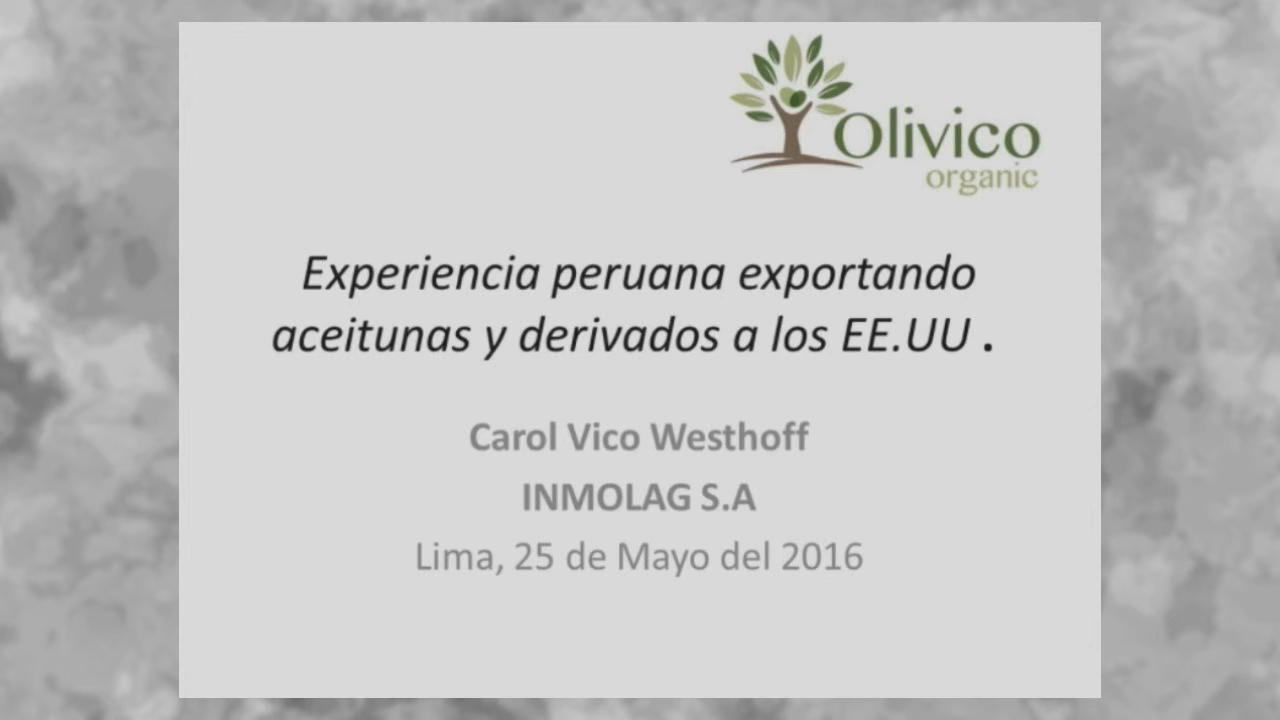 Olivico
organic
Experiencia peruana exportando
aceitunas y derivados a los EE.UU .
Carol Vico Westhoff
INMOLAG S.A
Lima, 25 de Mayo del 2016